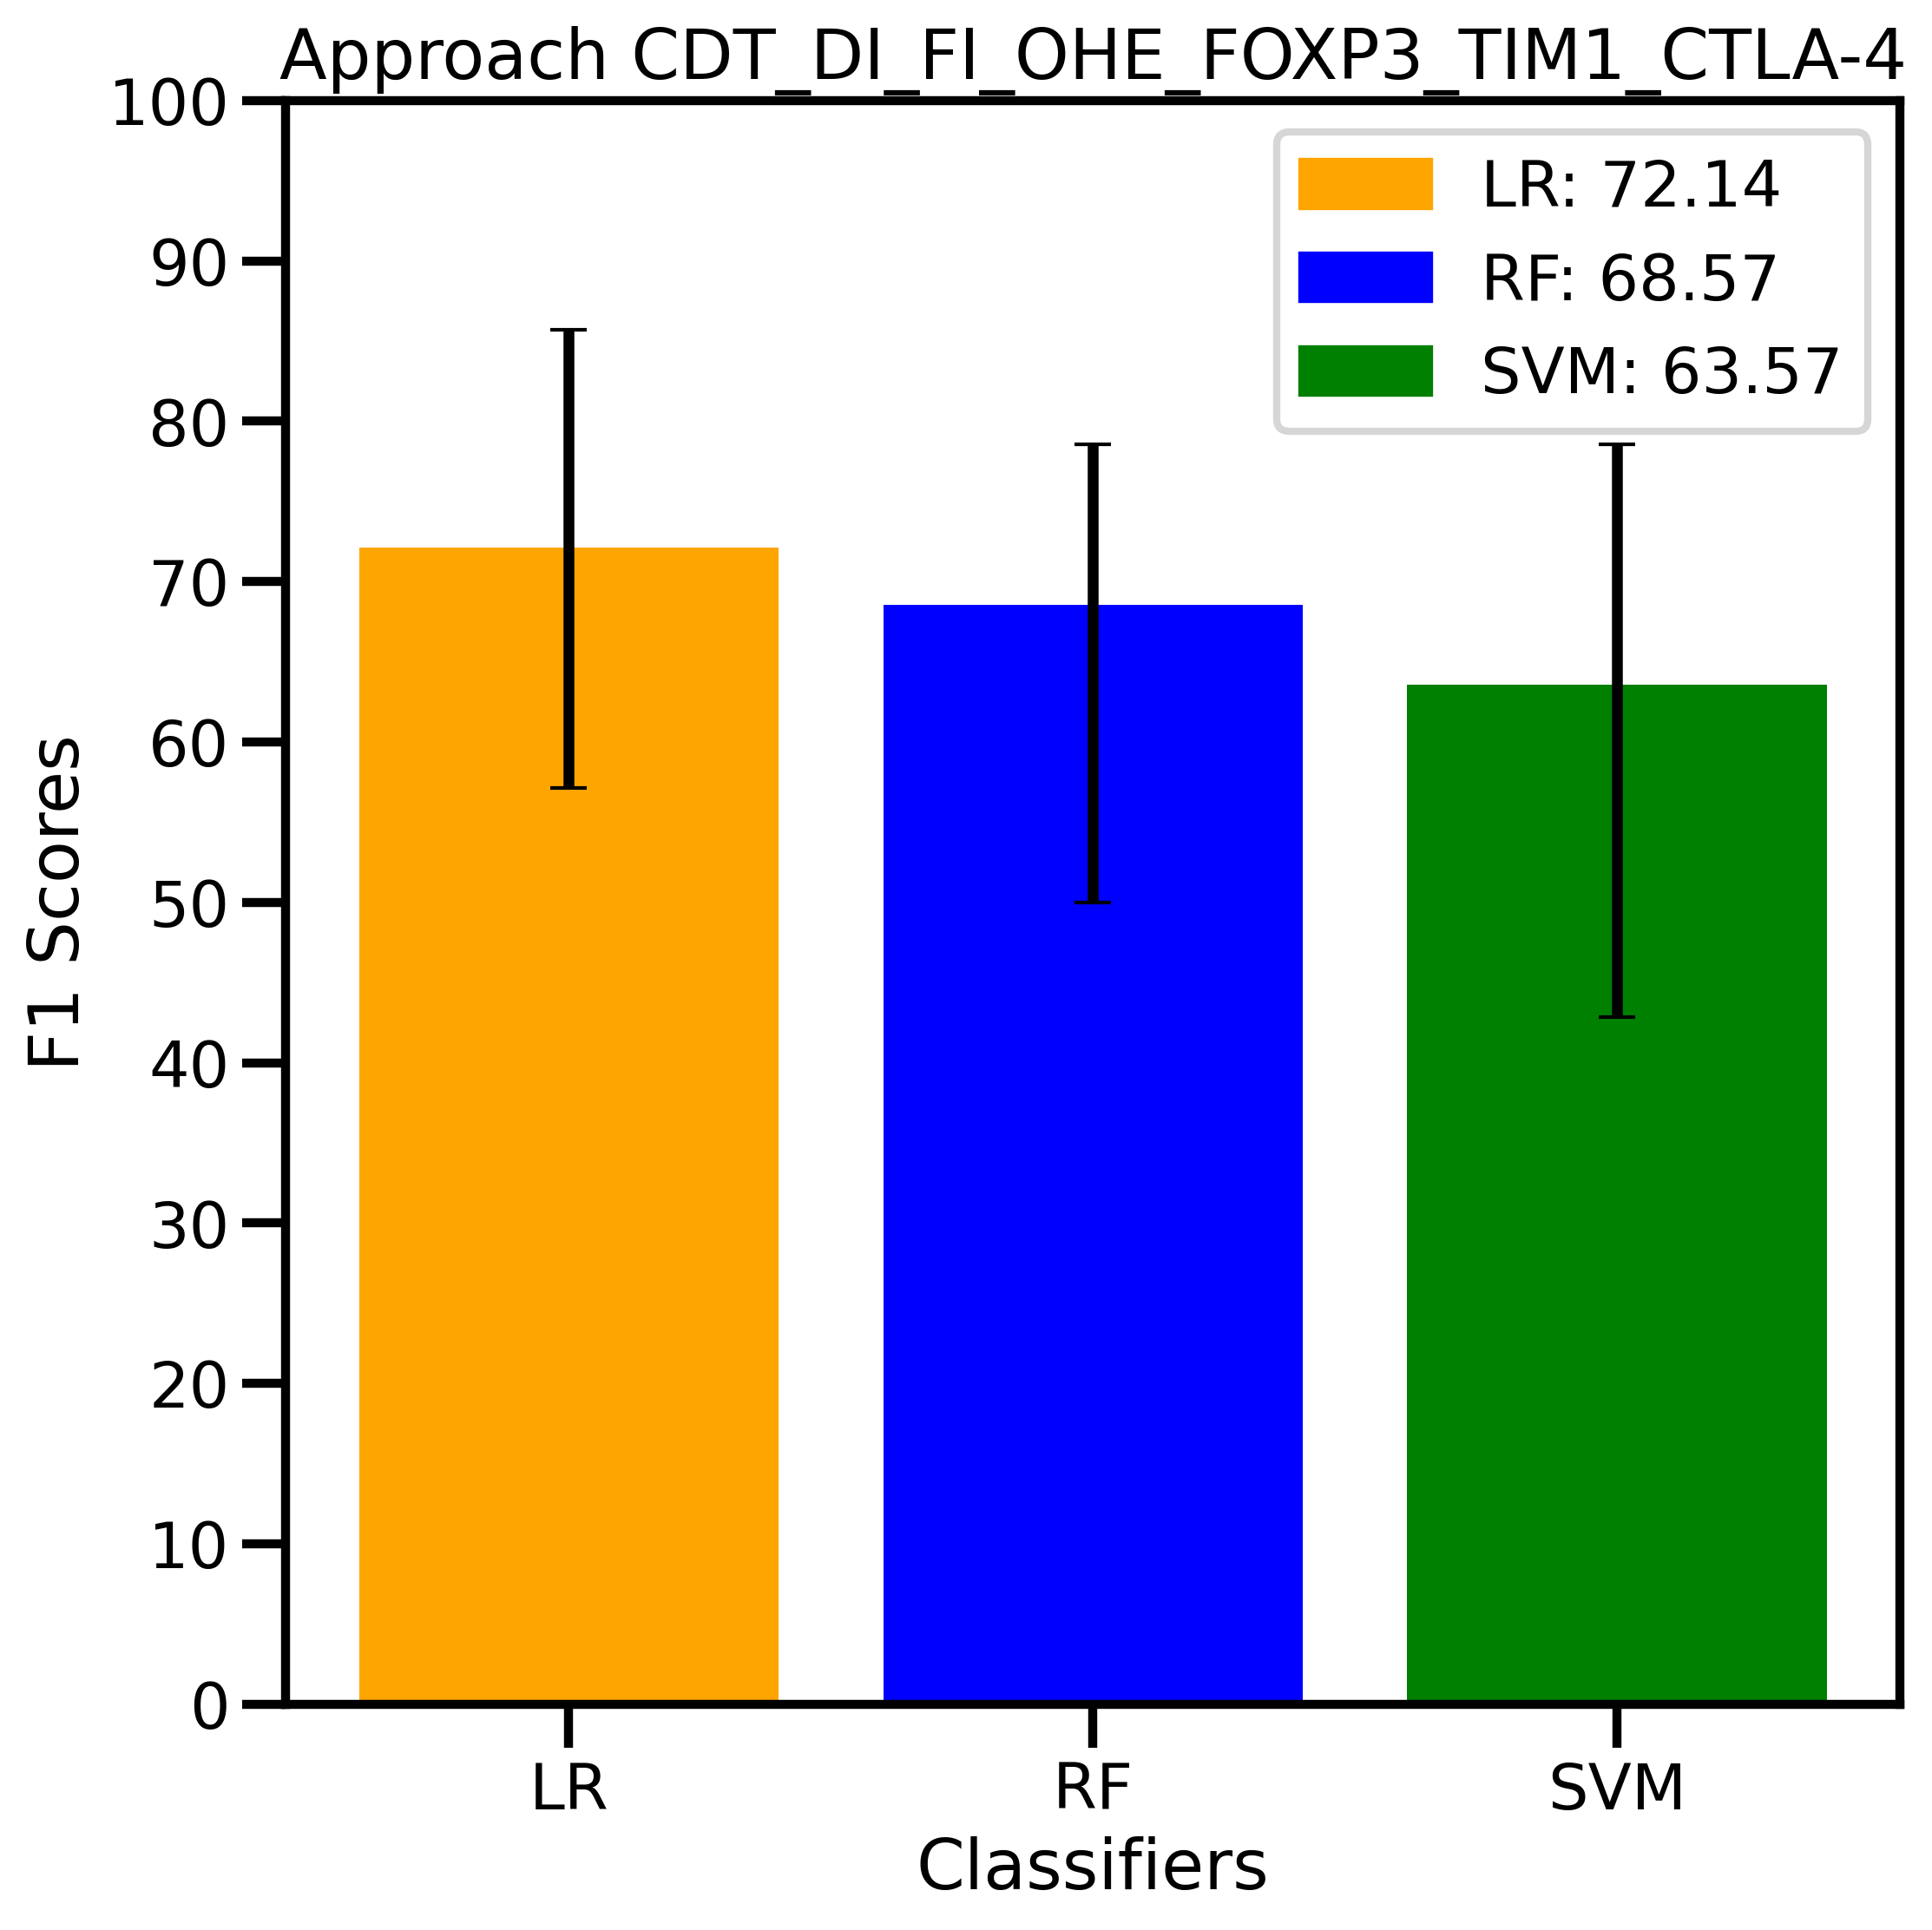 Approach CDT_DI_FI_OHE_FOXP3_TIM1_CTLA-4
100
90
80
70
60
50
40
30
20
10
0
F1 Scores
LR: 72.14
RF: 68.57
SVM: 63.57
LR
RF
SVM
Classifiers